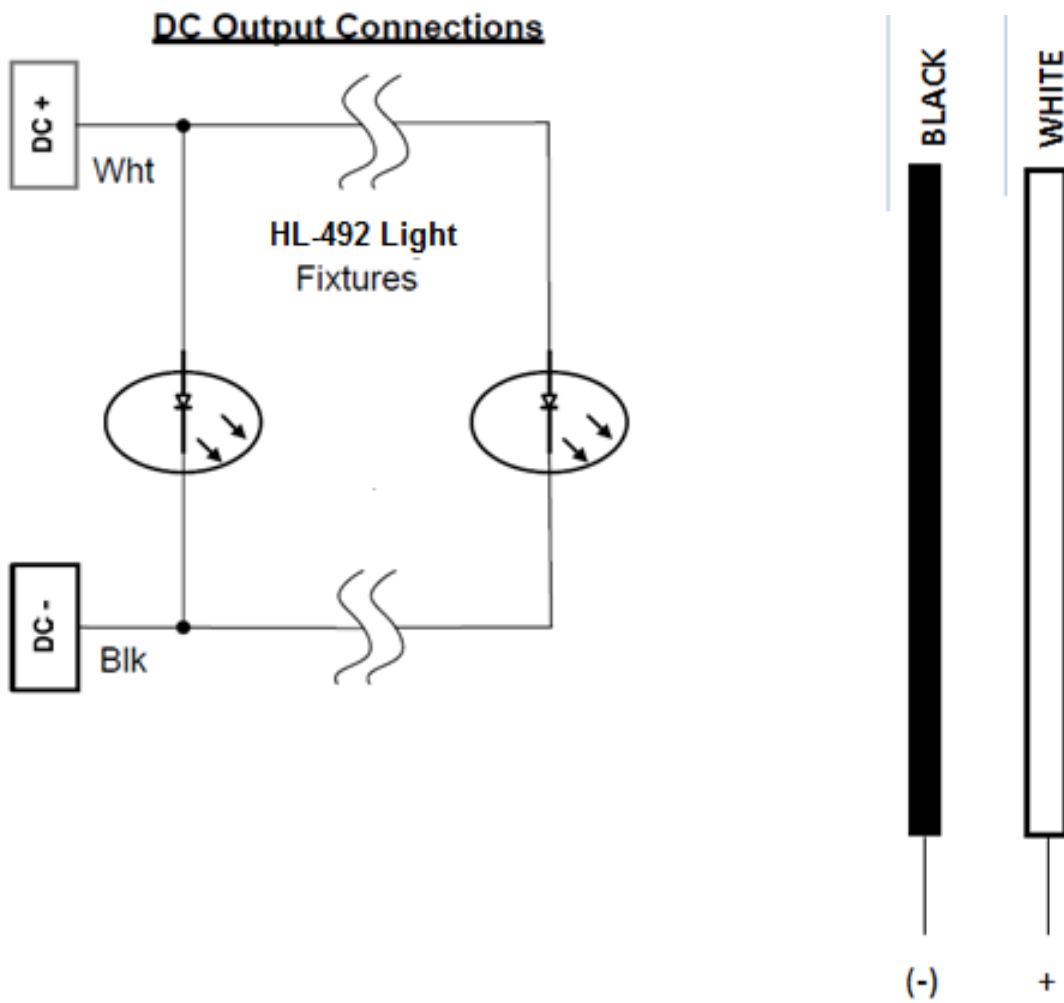 DC Output Connections
DC +
Wht
HL-492 Light
Fixtures
DC -
Blk
BLACK
WHITE
(-)
+